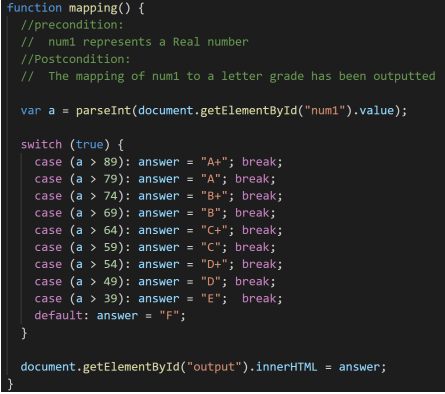 function mapping() {
//precondition:
//  num1 represents a Real number
//Postcondition:
//  The mapping of num1 to a letter grade has been outputted
var a = parseInt(document.getElementById("num1").value);
switch (true) {
case (a > 89): answer = "A+"; break;
case (a > 79): answer = "A"; break;
case (a > 74): answer = "B+"; break;
case (a > 69): answer = "B"; break;
case (a > 64): answer = "C+"; break;
case (a > 59): answer = "C"; break;
case (a > 54): answer = "D+"; break;
case (a > 49): answer = "D"; break;
case (a > 39): answer = "E";  break;
default: answer = "F";
}
document.getElementById("output").innerHTML = answer;
}